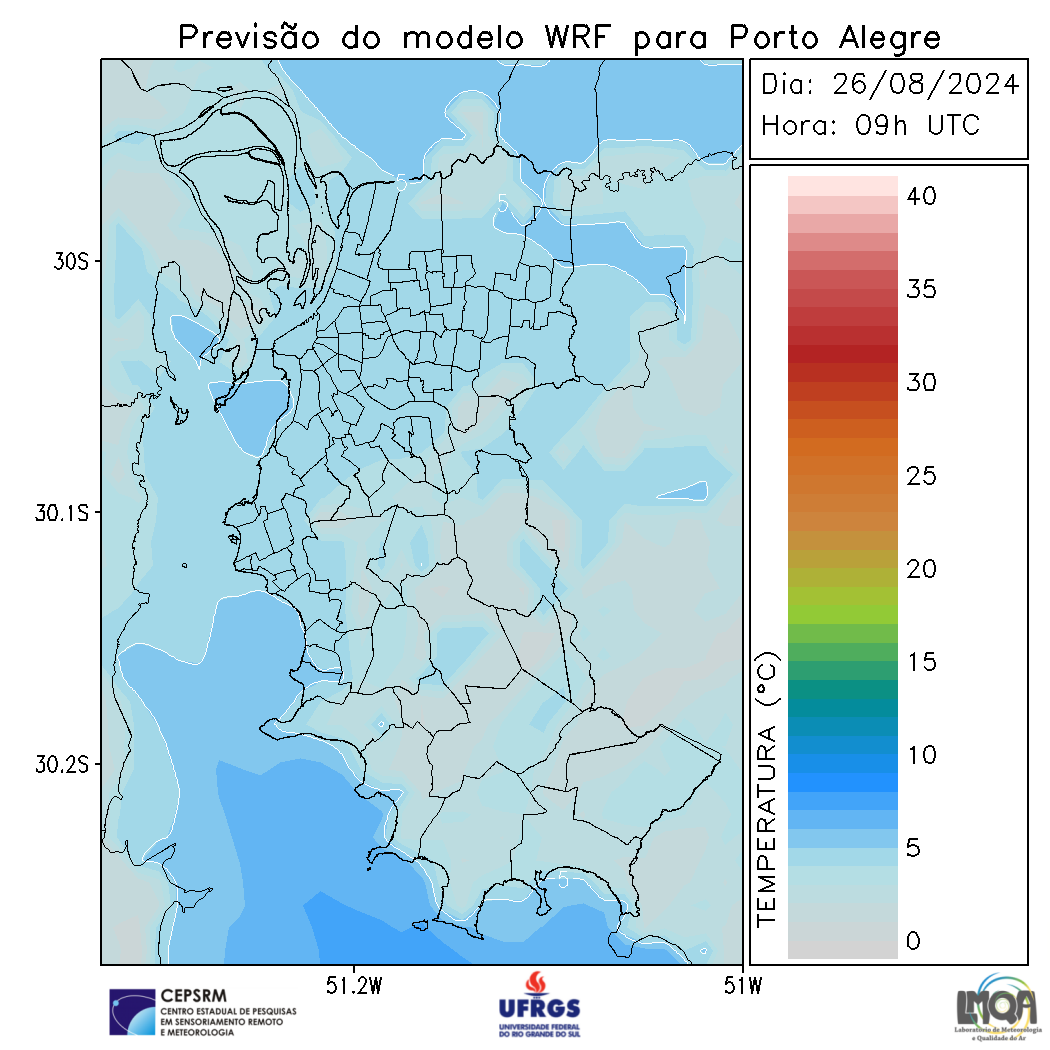 Previsão do modelo WRF para Porto Alegre
Dia: 26/08/2024
Hora: 09h UTC
40
35
30
25
20
15
10
5
0
TEMPERATURA (°C)
30S
30.1S
30.2S
51.2W
51W
5
5
5
CEPSRM
CENTRO ESTADUAL DE PESQUISAS
EM SENSORIAMENTO REMOTO
E METEOROLOGIA
UFRGS
UNIVERSIDADE FEDERAL
DO RIO GRANDE DO SUL
LMQA
Laboratório de Meteorologia
e Qualidade do Ar